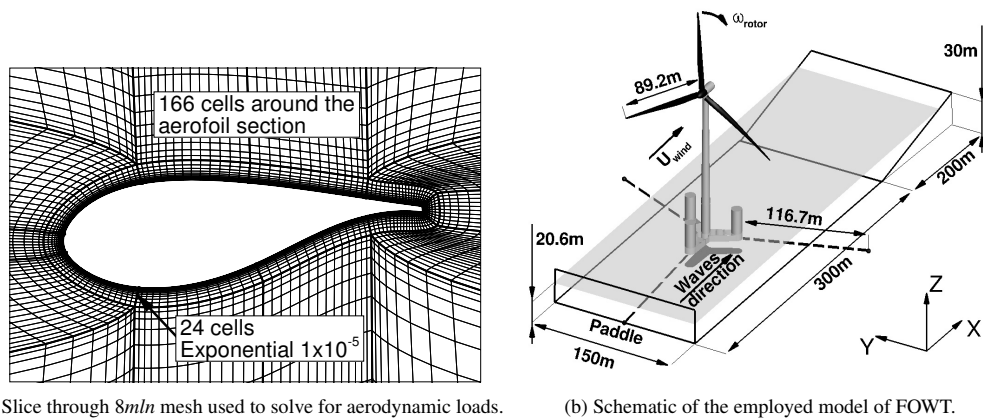 166 cells around the
aerofoil section
24 cells
Exponential 1x10⁻⁵
Slice through 8mln mesh used to solve for aerodynamic loads.
ω_rotor
89.2m
30m
U_wind
200m
116.7m
20.6m
Waves
direction
300m
Paddle
150m
Z
Y
X
(b) Schematic of the employed model of FOWT.